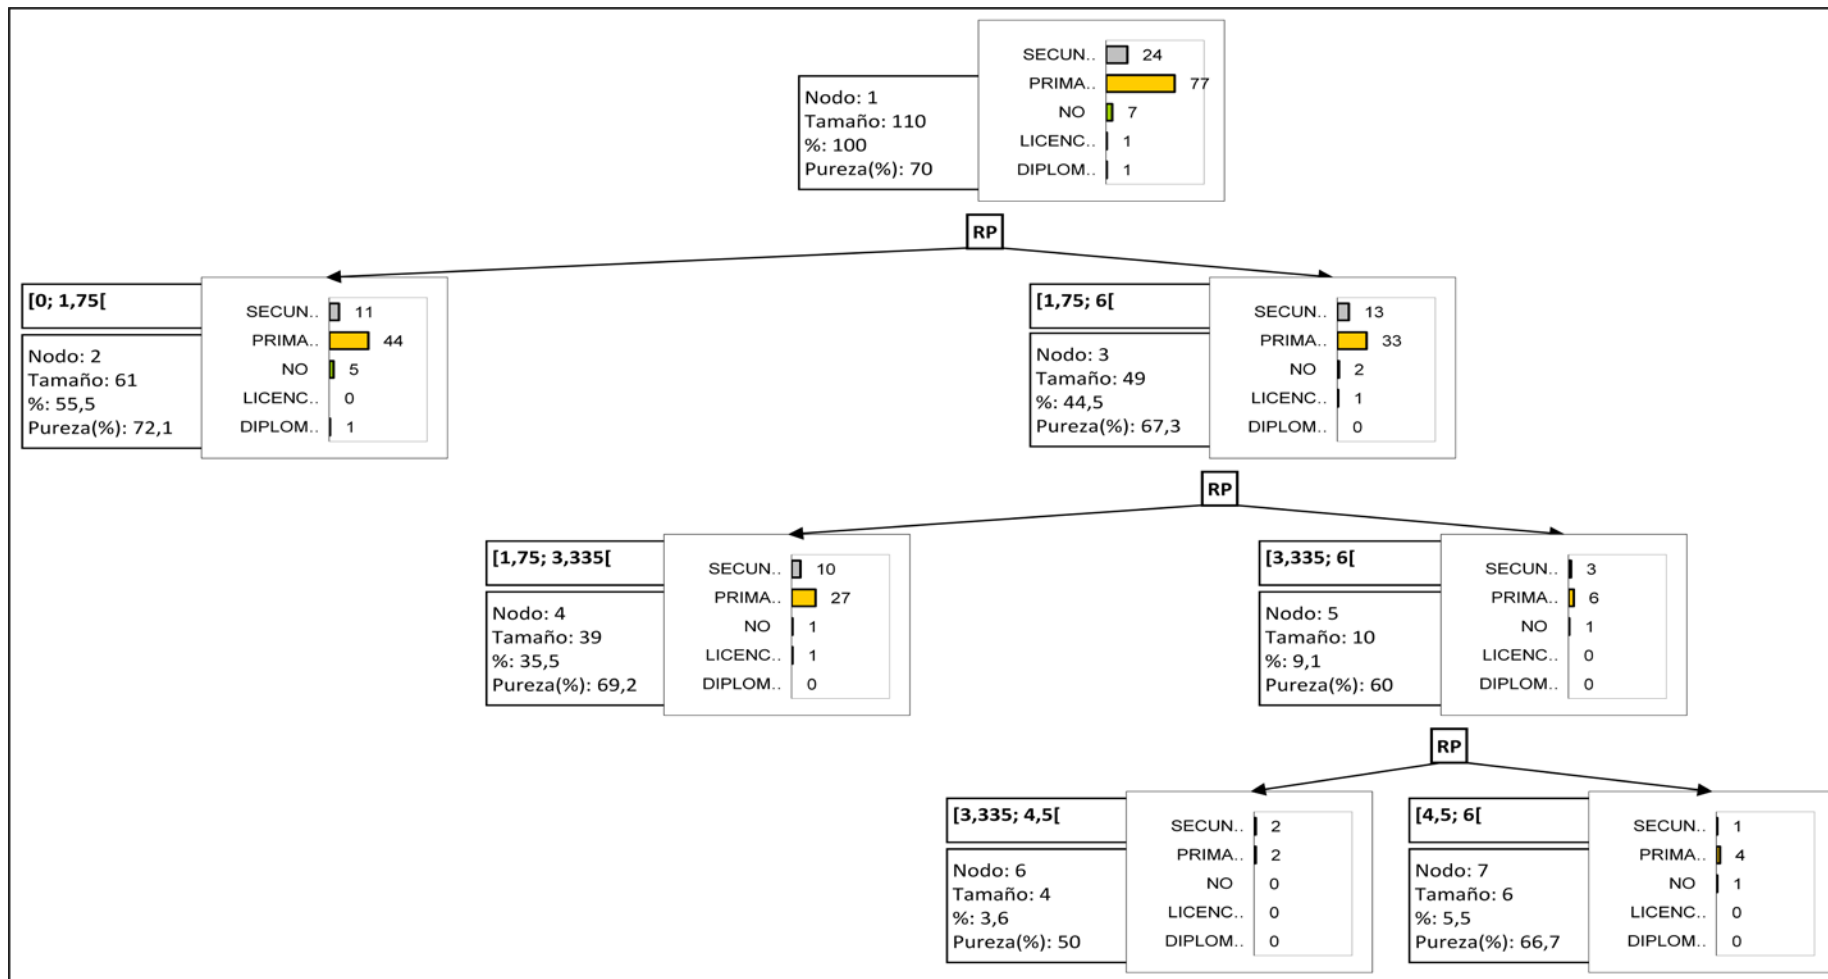 SECUN.. 24
PRIMA.. 77
NO 7
LICENC.. 1
DIPLOM.. 1
Nodo: 1
Tamaño: 110
%: 100
Pureza(%): 70
RP
[0; 1,75[
Nodo: 2
Tamaño: 61
%: 55,5
Pureza(%): 72,1
SECUN.. 11
PRIMA.. 44
NO 5
LICENC.. 0
DIPLOM.. 1
[1,75; 6[
Nodo: 3
Tamaño: 49
%: 44,5
Pureza(%): 67,3
SECUN.. 13
PRIMA.. 33
NO 2
LICENC.. 1
DIPLOM.. 0
RP
[1,75; 3,335[
Nodo: 4
Tamaño: 39
%: 35,5
Pureza(%): 69,2
SECUN.. 10
PRIMA.. 27
NO 1
LICENC.. 1
DIPLOM.. 0
[3,335; 6[
Nodo: 5
Tamaño: 10
%: 9,1
Pureza(%): 60
SECUN.. 3
PRIMA.. 6
NO 1
LICENC.. 0
DIPLOM.. 0
RP
[3,335; 4,5[
Nodo: 6
Tamaño: 4
%: 3,6
Pureza(%): 50
SECUN.. 2
PRIMA.. 2
NO 0
LICENC.. 0
DIPLOM.. 0
[4,5; 6[
Nodo: 7
Tamaño: 6
%: 5,5
Pureza(%): 66,7
SECUN.. 1
PRIMA.. 4
NO 1
LICENC.. 0
DIPLOM.. 0